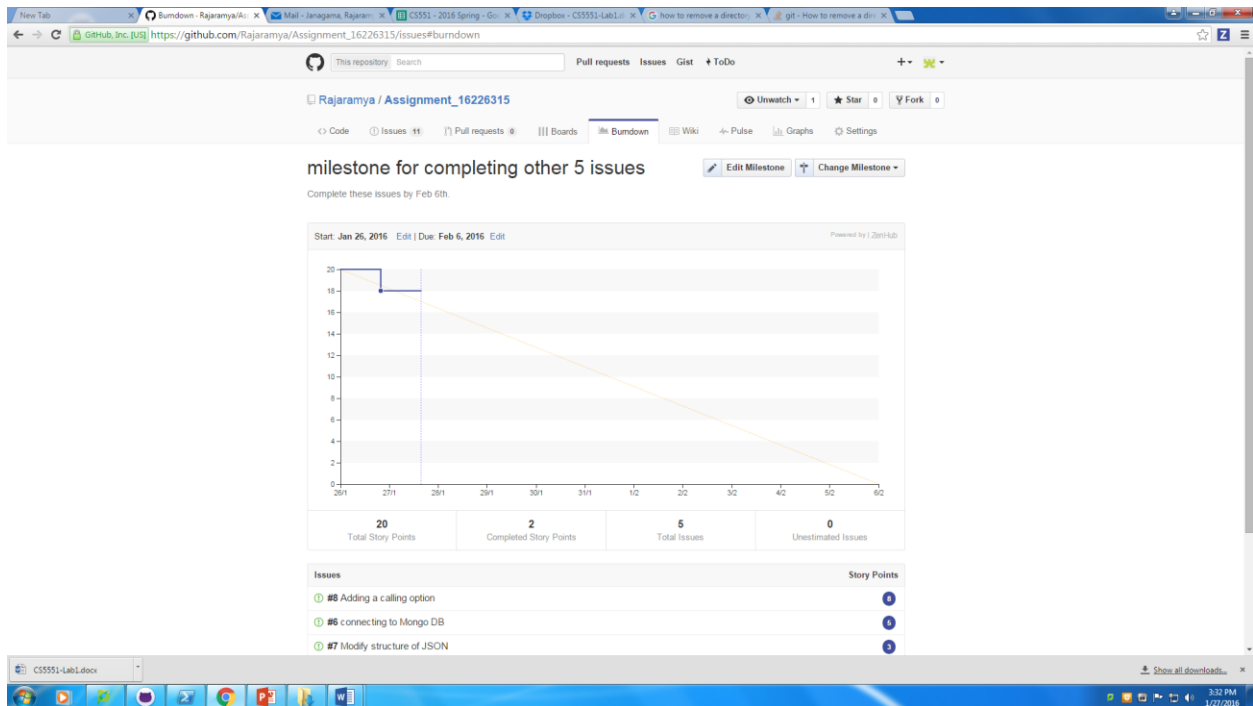 New Tab Burndown - Rajaramya/As Mail - Janagama, Rajaram CS551 - 2016 Spring - Goo Dropbox - CS5551-Lab1.d how to remove a directory git - How to remove a dire
GitHub, Inc. [US] https://github.com/Rajaramya/Assignment_16226315/issues#burndown
This repository Search Pull requests Issues Gist ToDo
Rajaramya / Assignment_16226315 Unwatch 1 Star 0 Fork 0
Code Issues 11 Pull requests 0 Boards Burndown Wiki Pulse Graphs Settings
milestone for completing other 5 issues Edit Milestone Change Milestone
Complete these issues by Feb 6th.
Start: Jan 26, 2016 Edit | Due: Feb 6, 2016 Edit Powered by | ZenHub
20
18
16
14
12
10
8
6
4
2
0
26/1 27/1 28/1 29/1 30/1 31/1 1/2 2/2 3/2 4/2 5/2 6/2
20 2 5 0
Total Story Points Completed Story Points Total Issues Unestimated Issues
Issues Story Points
#8 Adding a calling option 8
#6 connecting to Mongo DB 5
#7 Modify structure of JSON 3
CS5551-Lab1.docx Show all downloads...
3:32 PM
1/27/2016